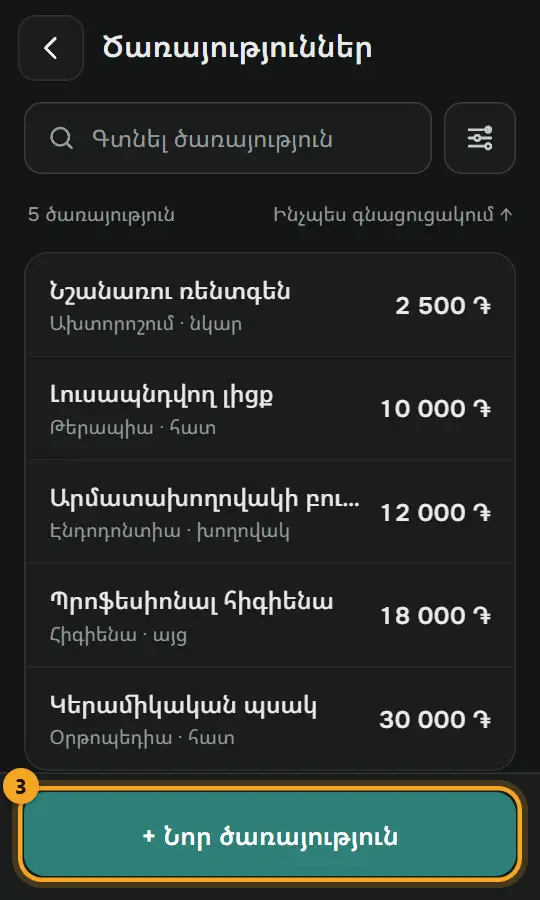 Ծառայություններ
Գտնել ծառայություն
5 ծառայություն
Ինչպես գնացուցակում ↑
Նշանառու ռենտգեն
2 500 ֏
Ախտորոշում · նկար
Լուսապնդվող լիցք
10 000 ֏
Թերապիա · հատ
Արմատախողովակի բու...
12 000 ֏
Էնդոդոնտիա · խողովակ
Պրոֆեսիոնալ հիգիենա
18 000 ֏
Հիգիենա · այց
Կերամիկական պսակ
30 000 ֏
Օրթոպեդիա · հատ
3
+ Նոր ծառայություն